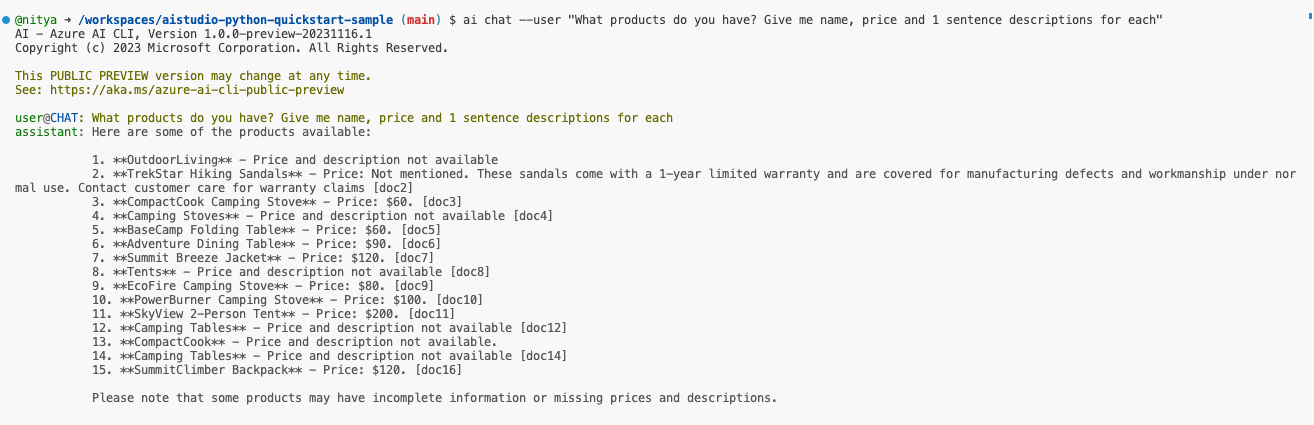 @nitya → /workspaces/aistudio-python-quickstart-sample (main) $ ai chat --user "What products do you have? Give me name, price and 1 sentence descriptions for each"
AI - Azure AI CLI, Version 1.0.0-preview-20231116.1
Copyright (c) 2023 Microsoft Corporation. All Rights Reserved.
This PUBLIC PREVIEW version may change at any time.
See: https://aka.ms/azure-ai-cli-public-preview
user@CHAT: What products do you have? Give me name, price and 1 sentence descriptions for each
assistant: Here are some of the products available:
1. **OutdoorLiving** - Price and description not available
2. **TrekStar Hiking Sandals** - Price: Not mentioned. These sandals come with a 1-year limited warranty and are covered for manufacturing defects and workmanship under nor
mal use. Contact customer care for warranty claims [doc2]
3. **CompactCook Camping Stove** - Price: $60. [doc3]
4. **Camping Stoves** - Price and description not available [doc4]
5. **BaseCamp Folding Table** - Price: $60. [doc5]
6. **Adventure Dining Table** - Price: $90. [doc6]
7. **Summit Breeze Jacket** - Price: $120. [doc7]
8. **Tents** - Price and description not available [doc8]
9. **EcoFire Camping Stove** - Price: $80. [doc9]
10. **PowerBurner Camping Stove** - Price: $100. [doc10]
11. **SkyView 2-Person Tent** - Price: $200. [doc11]
12. **Camping Tables** - Price and description not available [doc12]
13. **CompactCook** - Price and description not available.
14. **Camping Tables** - Price and description not available [doc14]
15. **SummitClimber Backpack** - Price: $120. [doc16]
Please note that some products may have incomplete information or missing prices and descriptions.